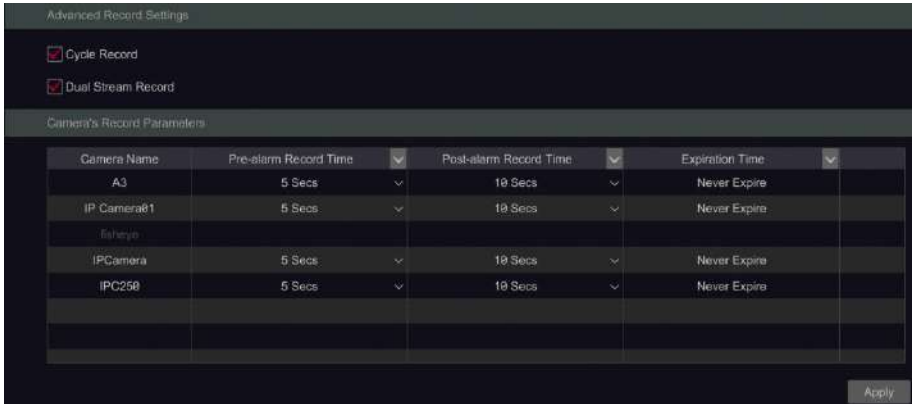 Advanced Record Settings
Cycle Record
Dual Stream Record
Camera's Record Parameters
Camera Name Pre-alarm Record Time Post-alarm Record Time Expiration Time
A3 5 Secs 10 Secs Never Expire
IP Camera01 5 Secs 10 Secs Never Expire
fisheye
IPCamera 5 Secs 10 Secs Never Expire
IPC250 5 Secs 10 Secs Never Expire
Apply